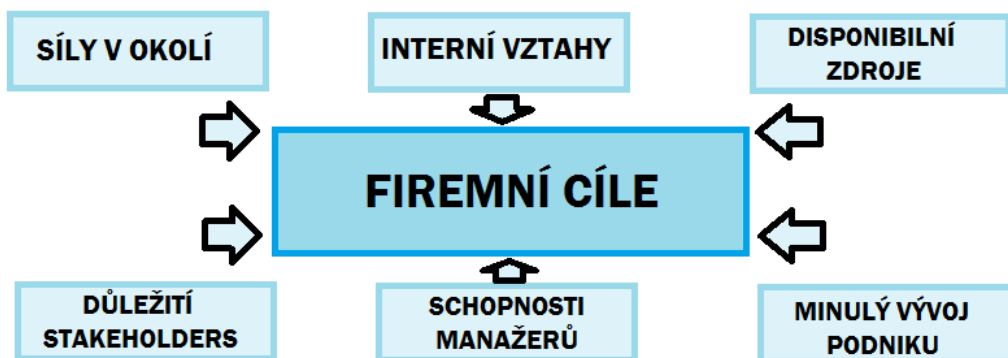 SÍLY V OKOLÍ
INTERNÍ VZTAHY
DISPONIBILNÍ
ZDROJE
FIREMNÍ CÍLE
DŮLEŽITÍ
STAKEHOLDERS
SCHOPNOSTI
MANAŽERŮ
MINULÝ VÝVOJ
PODNIKU